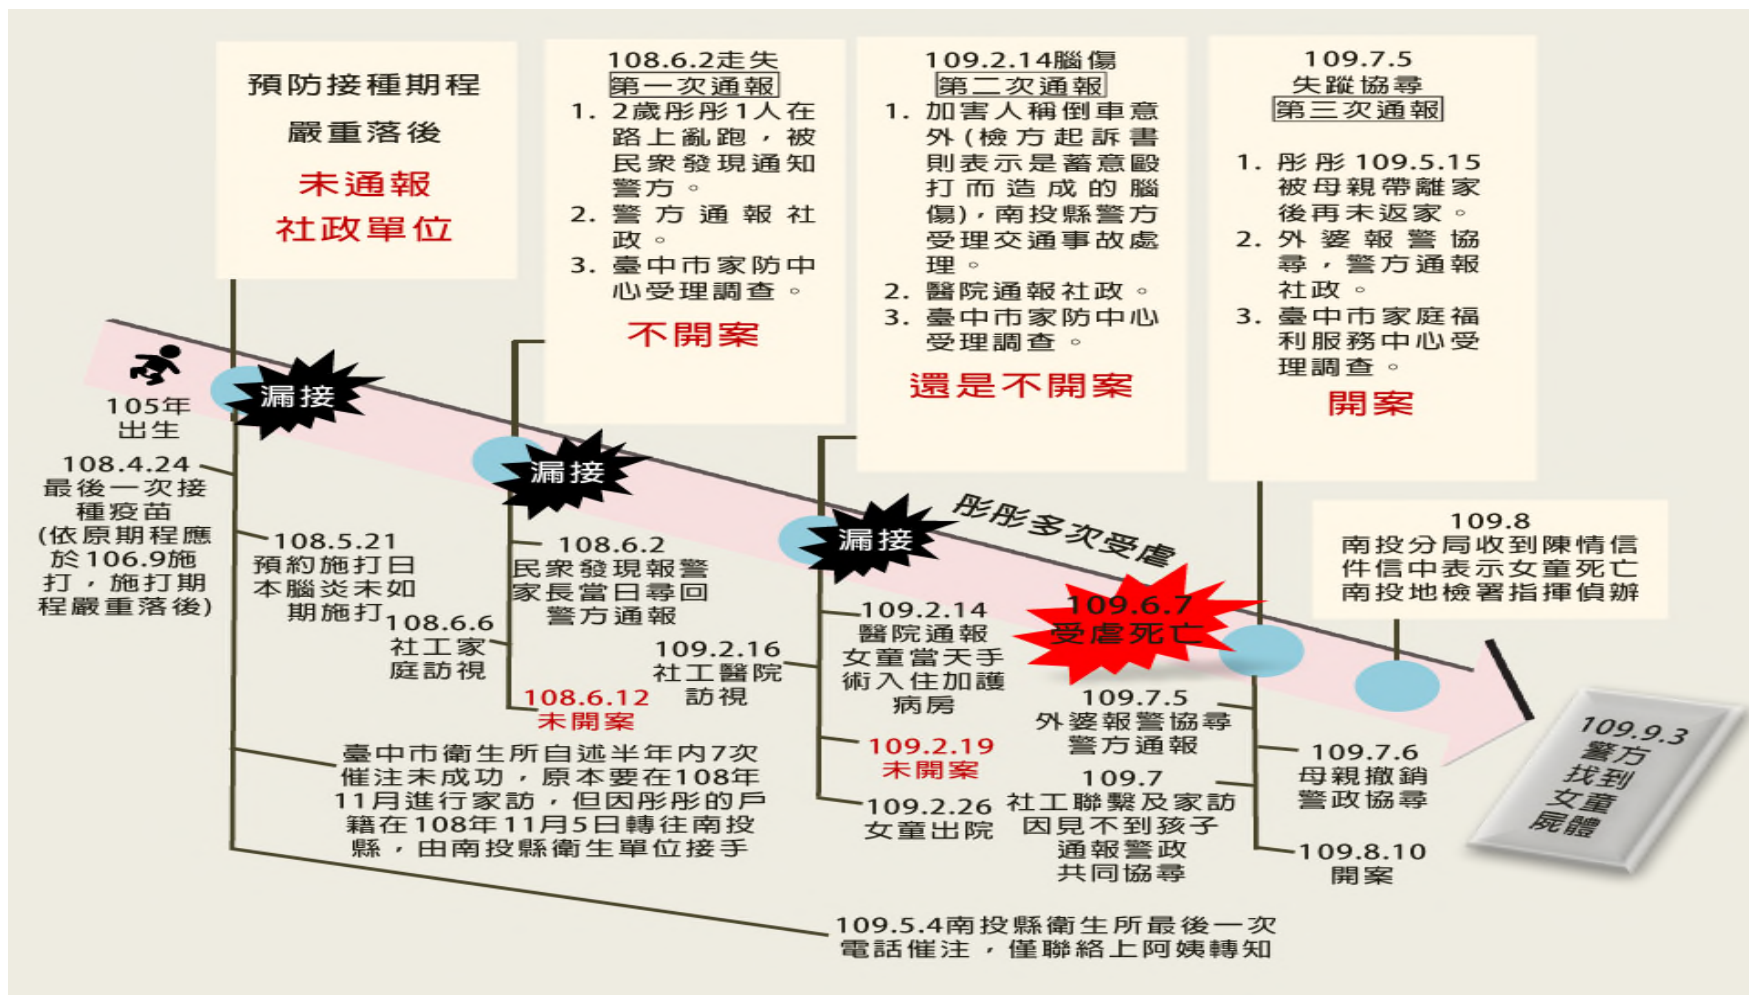 預防接種期程
嚴重落後
未通報
社政單位
108.6.2走失
第一次通報
1. 2歲彤彤1人在
路上亂跑，被
民眾發現通知
警方。
2. 警方通報社
政。
3. 臺中市家防中
心受理調查。
不開案
109.2.14腦傷
第二次通報
1. 加害人稱倒車意
外(檢方起訴書
則表示是蓄意毆
打而造成的腦
傷)，南投縣警方
受理交通事故處
理。
2. 醫院通報社政。
3. 臺中市家防中心
受理調查。
還是不開案
109.7.5
失蹤協尋
第三次通報
1. 彤彤109.5.15
被母親帶離家
後再未返家。
2. 外婆報警協
尋，警方通報
社政。
3. 臺中市家庭福
利服務中心受
理調查。
開案
漏接
漏接
漏接
彤彤多次受虐
109.6.7
受虐死亡
109.8
南投分局收到陳情信
件信中表示女童死亡
南投地檢署指揮偵辦
105年
出生
108.4.24
最後一次接
種疫苗
(依原期程應
於106.9施
打，施打期
程嚴重落後)
108.5.21
預約施打日
本腦炎未如
期施打
108.6.2
民眾發現報警
家長當日尋回
警方通報
108.6.6
社工家
庭訪視
108.6.12
未開案
109.2.14
醫院通報
女童當天手
術入住加護
病房
109.2.16
社工醫院
訪視
109.2.19
未開案
109.2.26
女童出院
109.7.5
外婆報警協尋
警方通報
109.7
社工聯繫及家訪
因見不到孩子
通報警政
共同協尋
109.7.6
母親撤銷
警政協尋
109.8.10
開案
109.9.3
警方
找到
女童
屍體
臺中市衛生所自述半年內7次
催注未成功，原本要在108年
11月進行家訪，但因彤彤的戶
籍在108年11月5日轉往南投
縣，由南投縣衛生單位接手
109.5.4南投縣衛生所最後一次
電話催注，僅聯絡上阿姨轉知